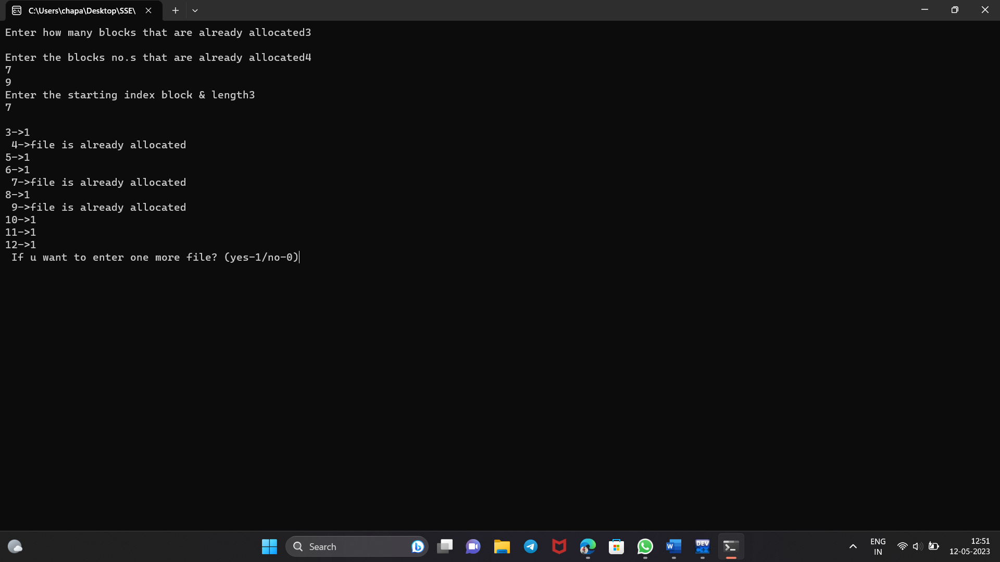 C:\Users\chapa\Desktop\SSE\
Enter how many blocks that are already allocated3
Enter the blocks no.s that are already allocated4
7
9
Enter the starting index block & length3
7
3->1
4->file is already allocated
5->1
6->1
7->file is already allocated
8->1
9->file is already allocated
10->1
11->1
12->1
If u want to enter one more file? (yes-1/no-0)
Search
W
DEV
C++
ENG
IN
12:51
12-05-2023